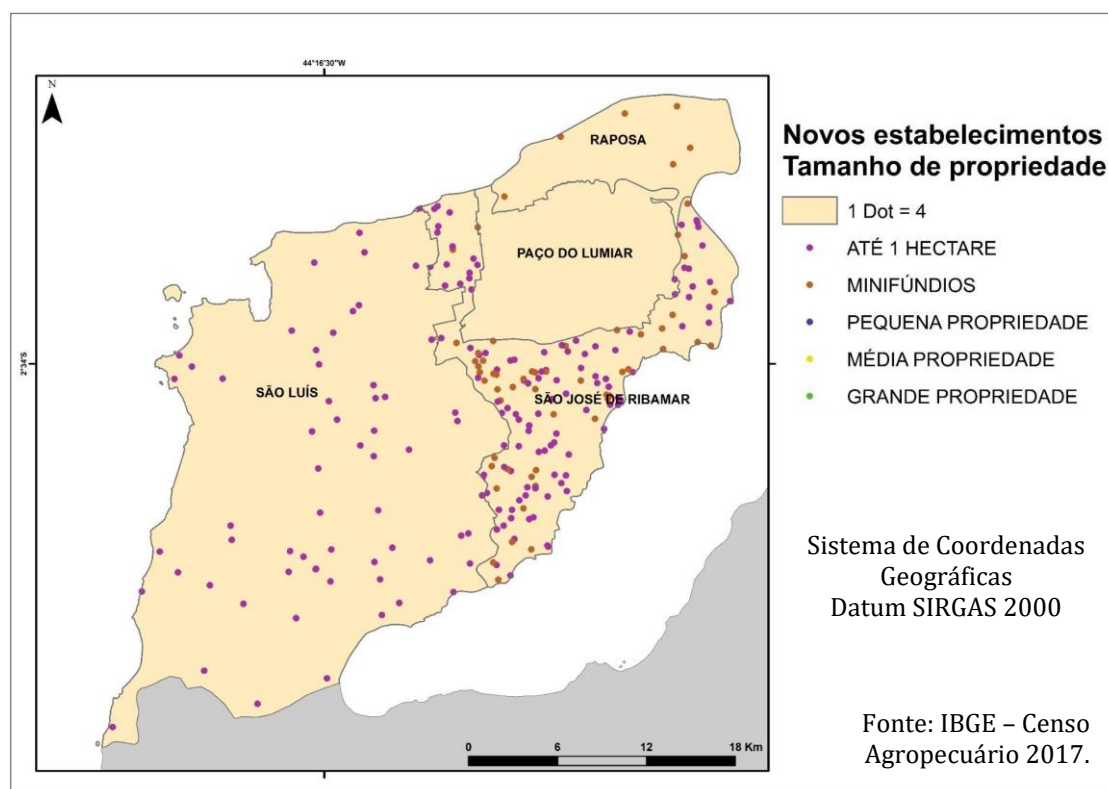 44°16'30"W
N
RAPOSA
PAÇO DO LUMIAR
2°34'S
SÃO LUÍS
SÃO JOSÉ DE RIBAMAR
0 6 12 18 Km
Novos estabelecimentos
Tamanho de propriedade
1 Dot = 4
ATÉ 1 HECTARE
MINIFÚNDIOS
PEQUENA PROPRIEDADE
MÉDIA PROPRIEDADE
GRANDE PROPRIEDADE
Sistema de Coordenadas
Geográficas
Datum SIRGAS 2000
Fonte: IBGE – Censo
Agropecuário 2017.